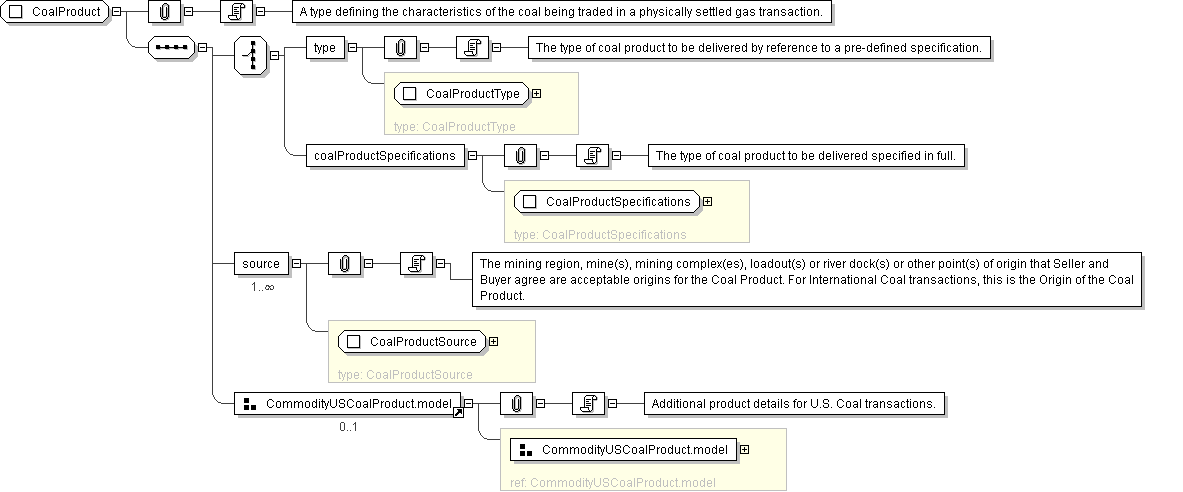 CoalProduct
A type defining the characteristics of the coal being traded in a physically settled gas transaction.
type
The type of coal product to be delivered by reference to a pre-defined specification.
CoalProductType
type: CoalProductType
coalProductSpecifications
The type of coal product to be delivered specified in full.
CoalProductSpecifications
type: CoalProductSpecifications
source
1..∞
The mining region, mine(s), mining complex(es), loadout(s) or river dock(s) or other point(s) of origin that Seller and
Buyer agree are acceptable origins for the Coal Product. For International Coal transactions, this is the Origin of the Coal
Product.
CoalProductSource
type: CoalProductSource
CommodityUSCoalProduct.model
0..1
Additional product details for U.S. Coal transactions.
CommodityUSCoalProduct.model
ref: CommodityUSCoalProduct.model